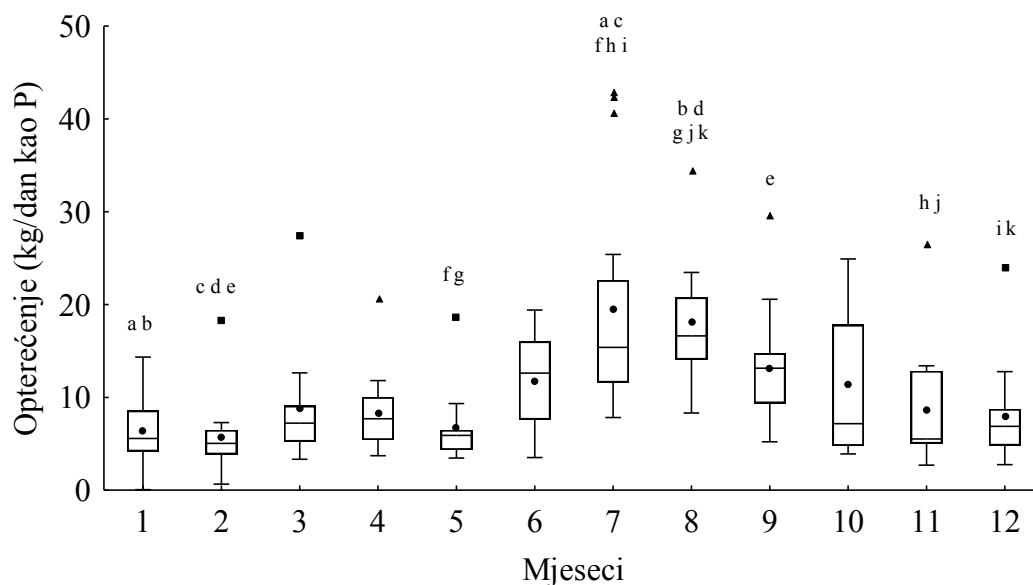 50
40
30
20
10
0
Opterećenje (kg/dan kao P)
a b
c d e
f g
a c
f h i
b d
g j k
e
h j
i k
1 2 3 4 5 6 7 8 9 10 11 12
Mjeseci